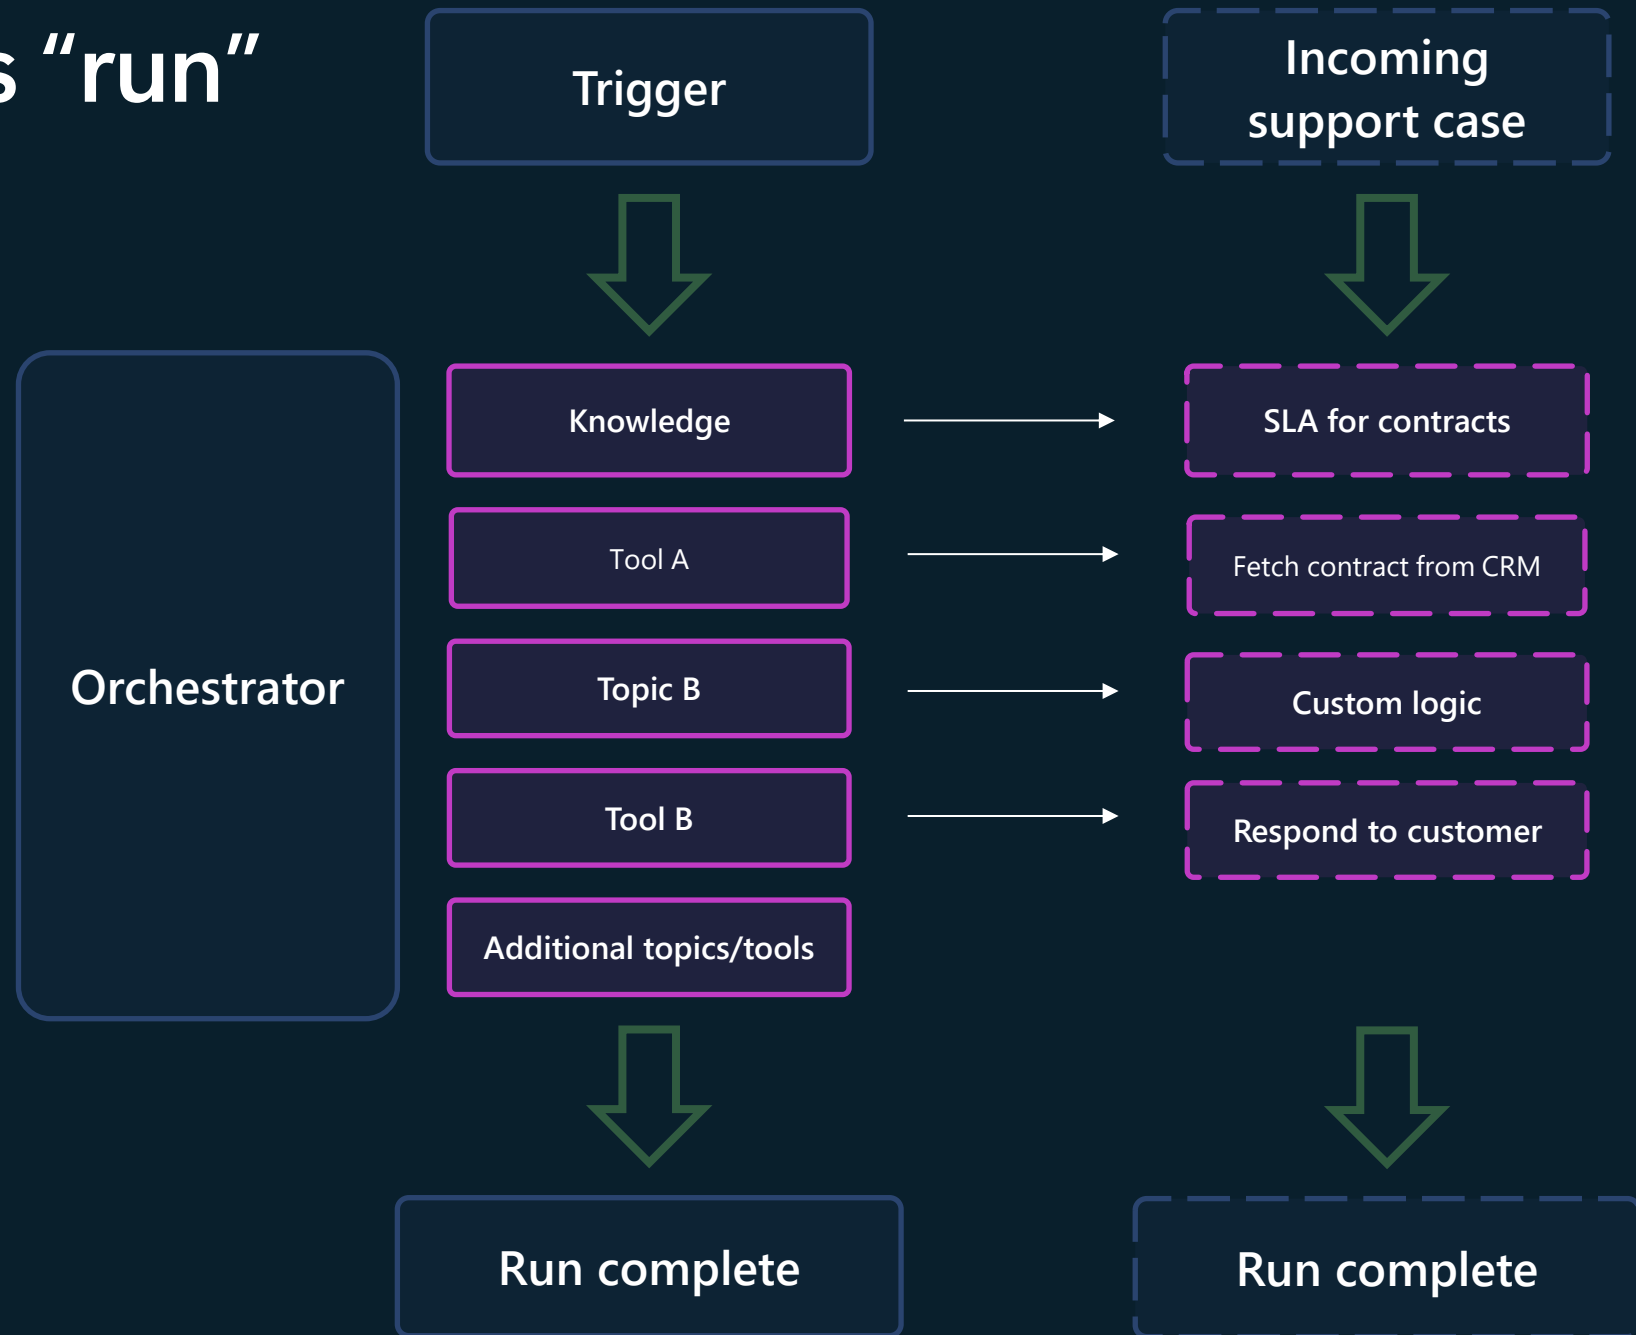 s “run”
Trigger
Incoming
support case
Orchestrator
Knowledge
SLA for contracts
Tool A
Fetch contract from CRM
Topic B
Custom logic
Tool B
Respond to customer
Additional topics/tools
Run complete
Run complete